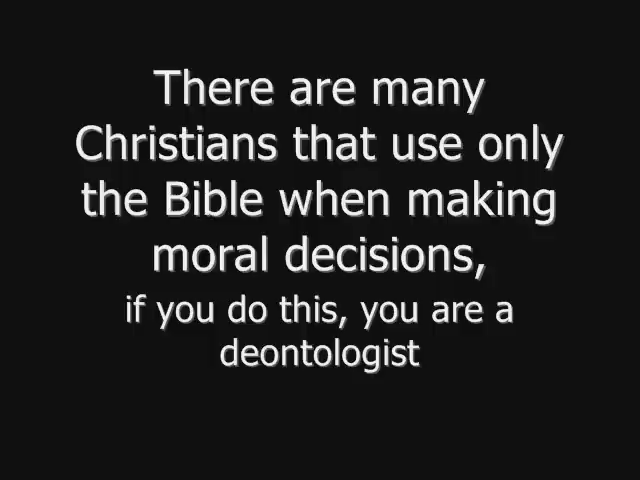 There are many
Christians that use only
the Bible when making
moral decisions,
if you do this, you are a
deontologist